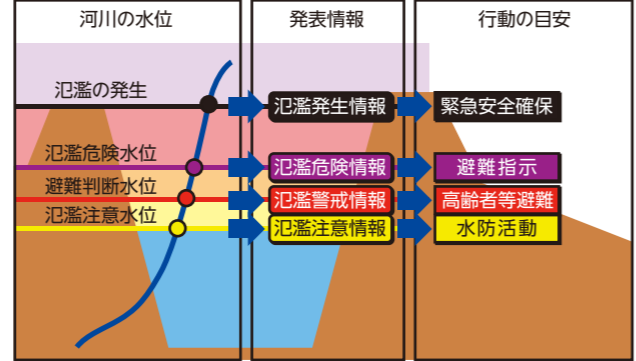 河川の水位
発表情報
行動の目安
氾濫の発生
氾濫発生情報
緊急安全確保
氾濫危険水位
氾濫危険情報
避難指示
避難判断水位
氾濫警戒情報
高齢者等避難
氾濫注意水位
氾濫注意情報
水防活動